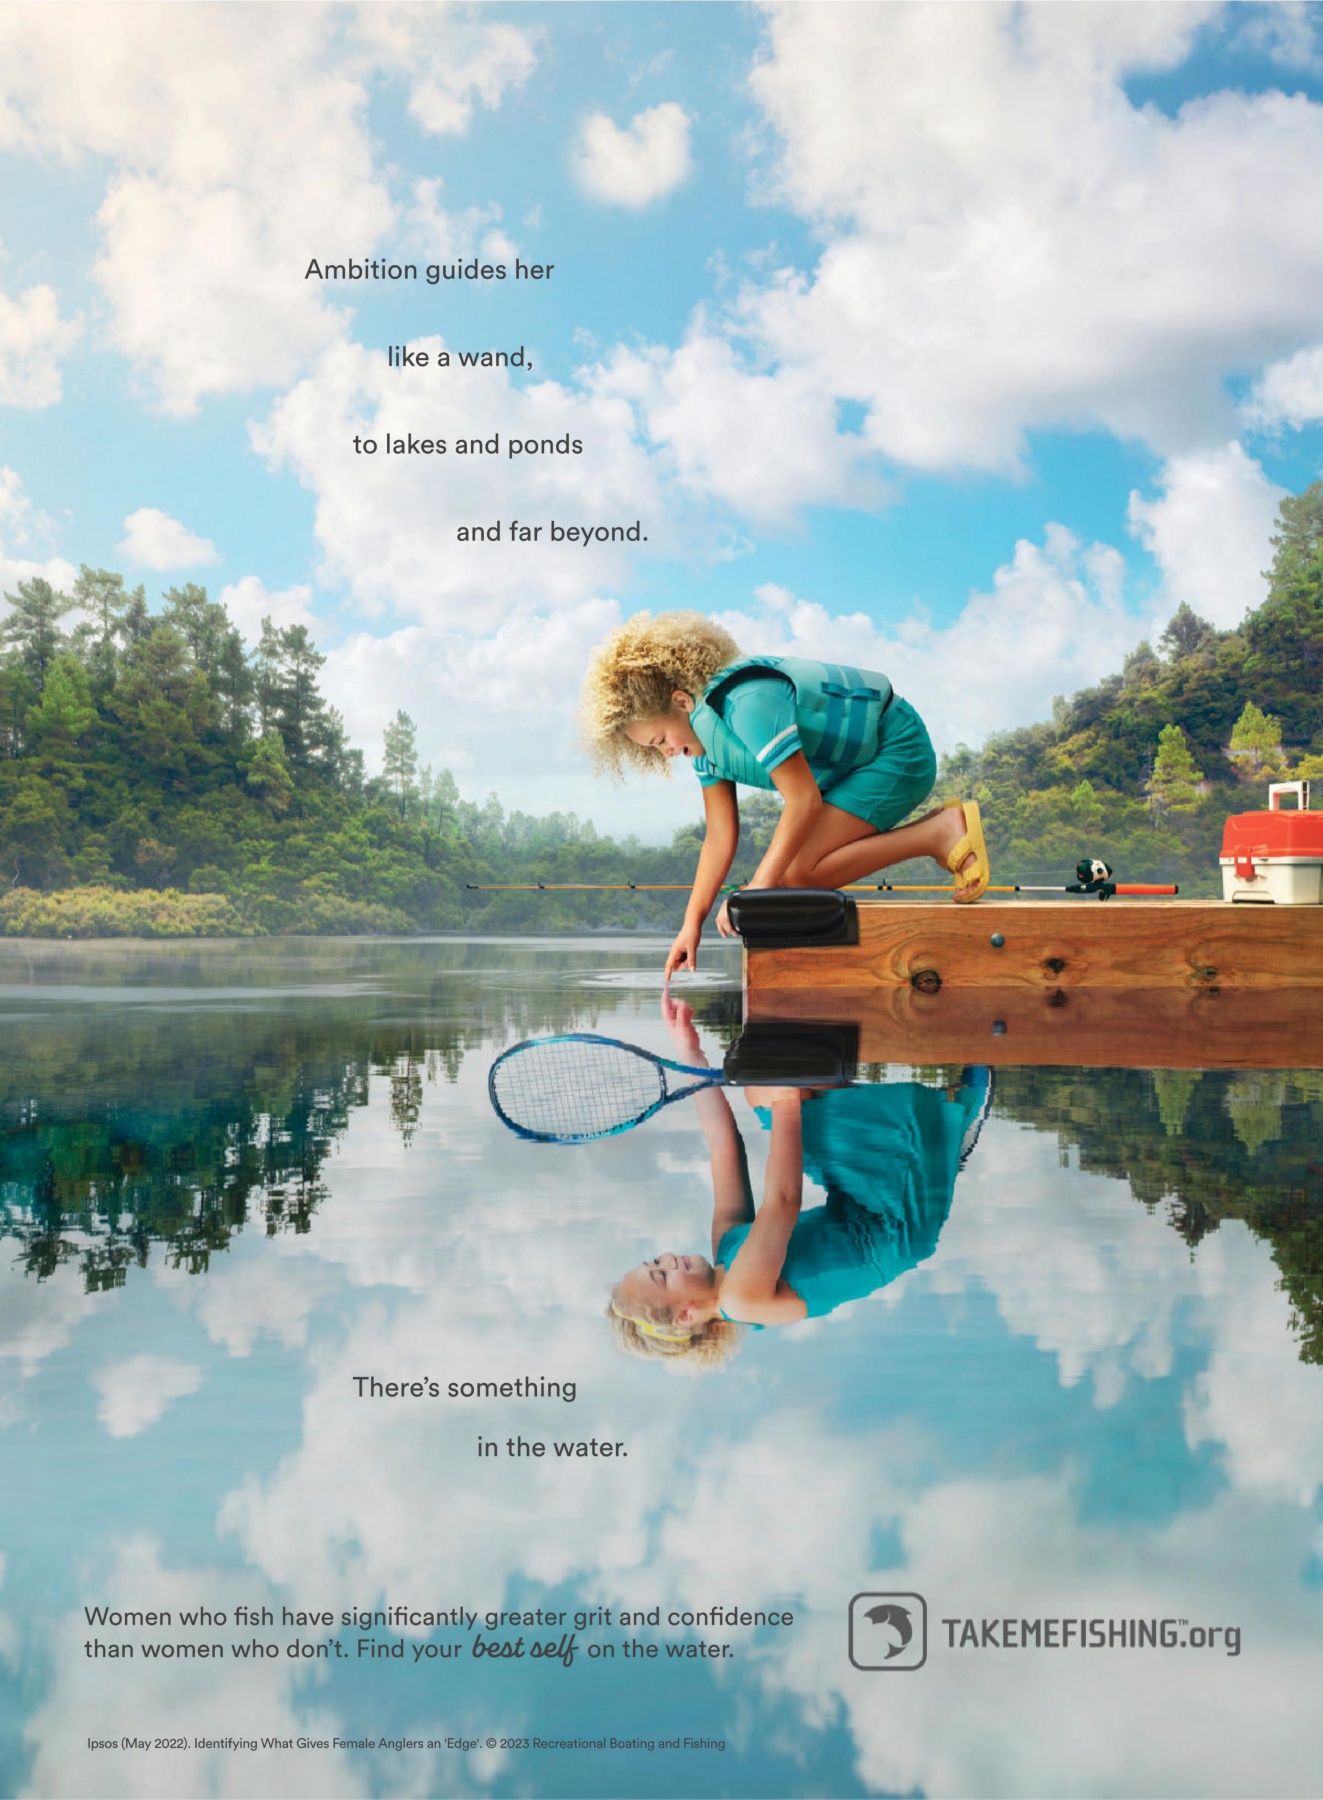 Ambition guides her
like a wand,
to lakes and ponds
and far beyond.
There's something
in the water.
Women who fish have significantly greater grit and confidence
than women who don't. Find your best self on the water.
TAKEMEFISHING™.org
Ipsos (May 2022). Identifying What Gives Female Anglers an 'Edge'. © 2023 Recreational Boating and Fishing